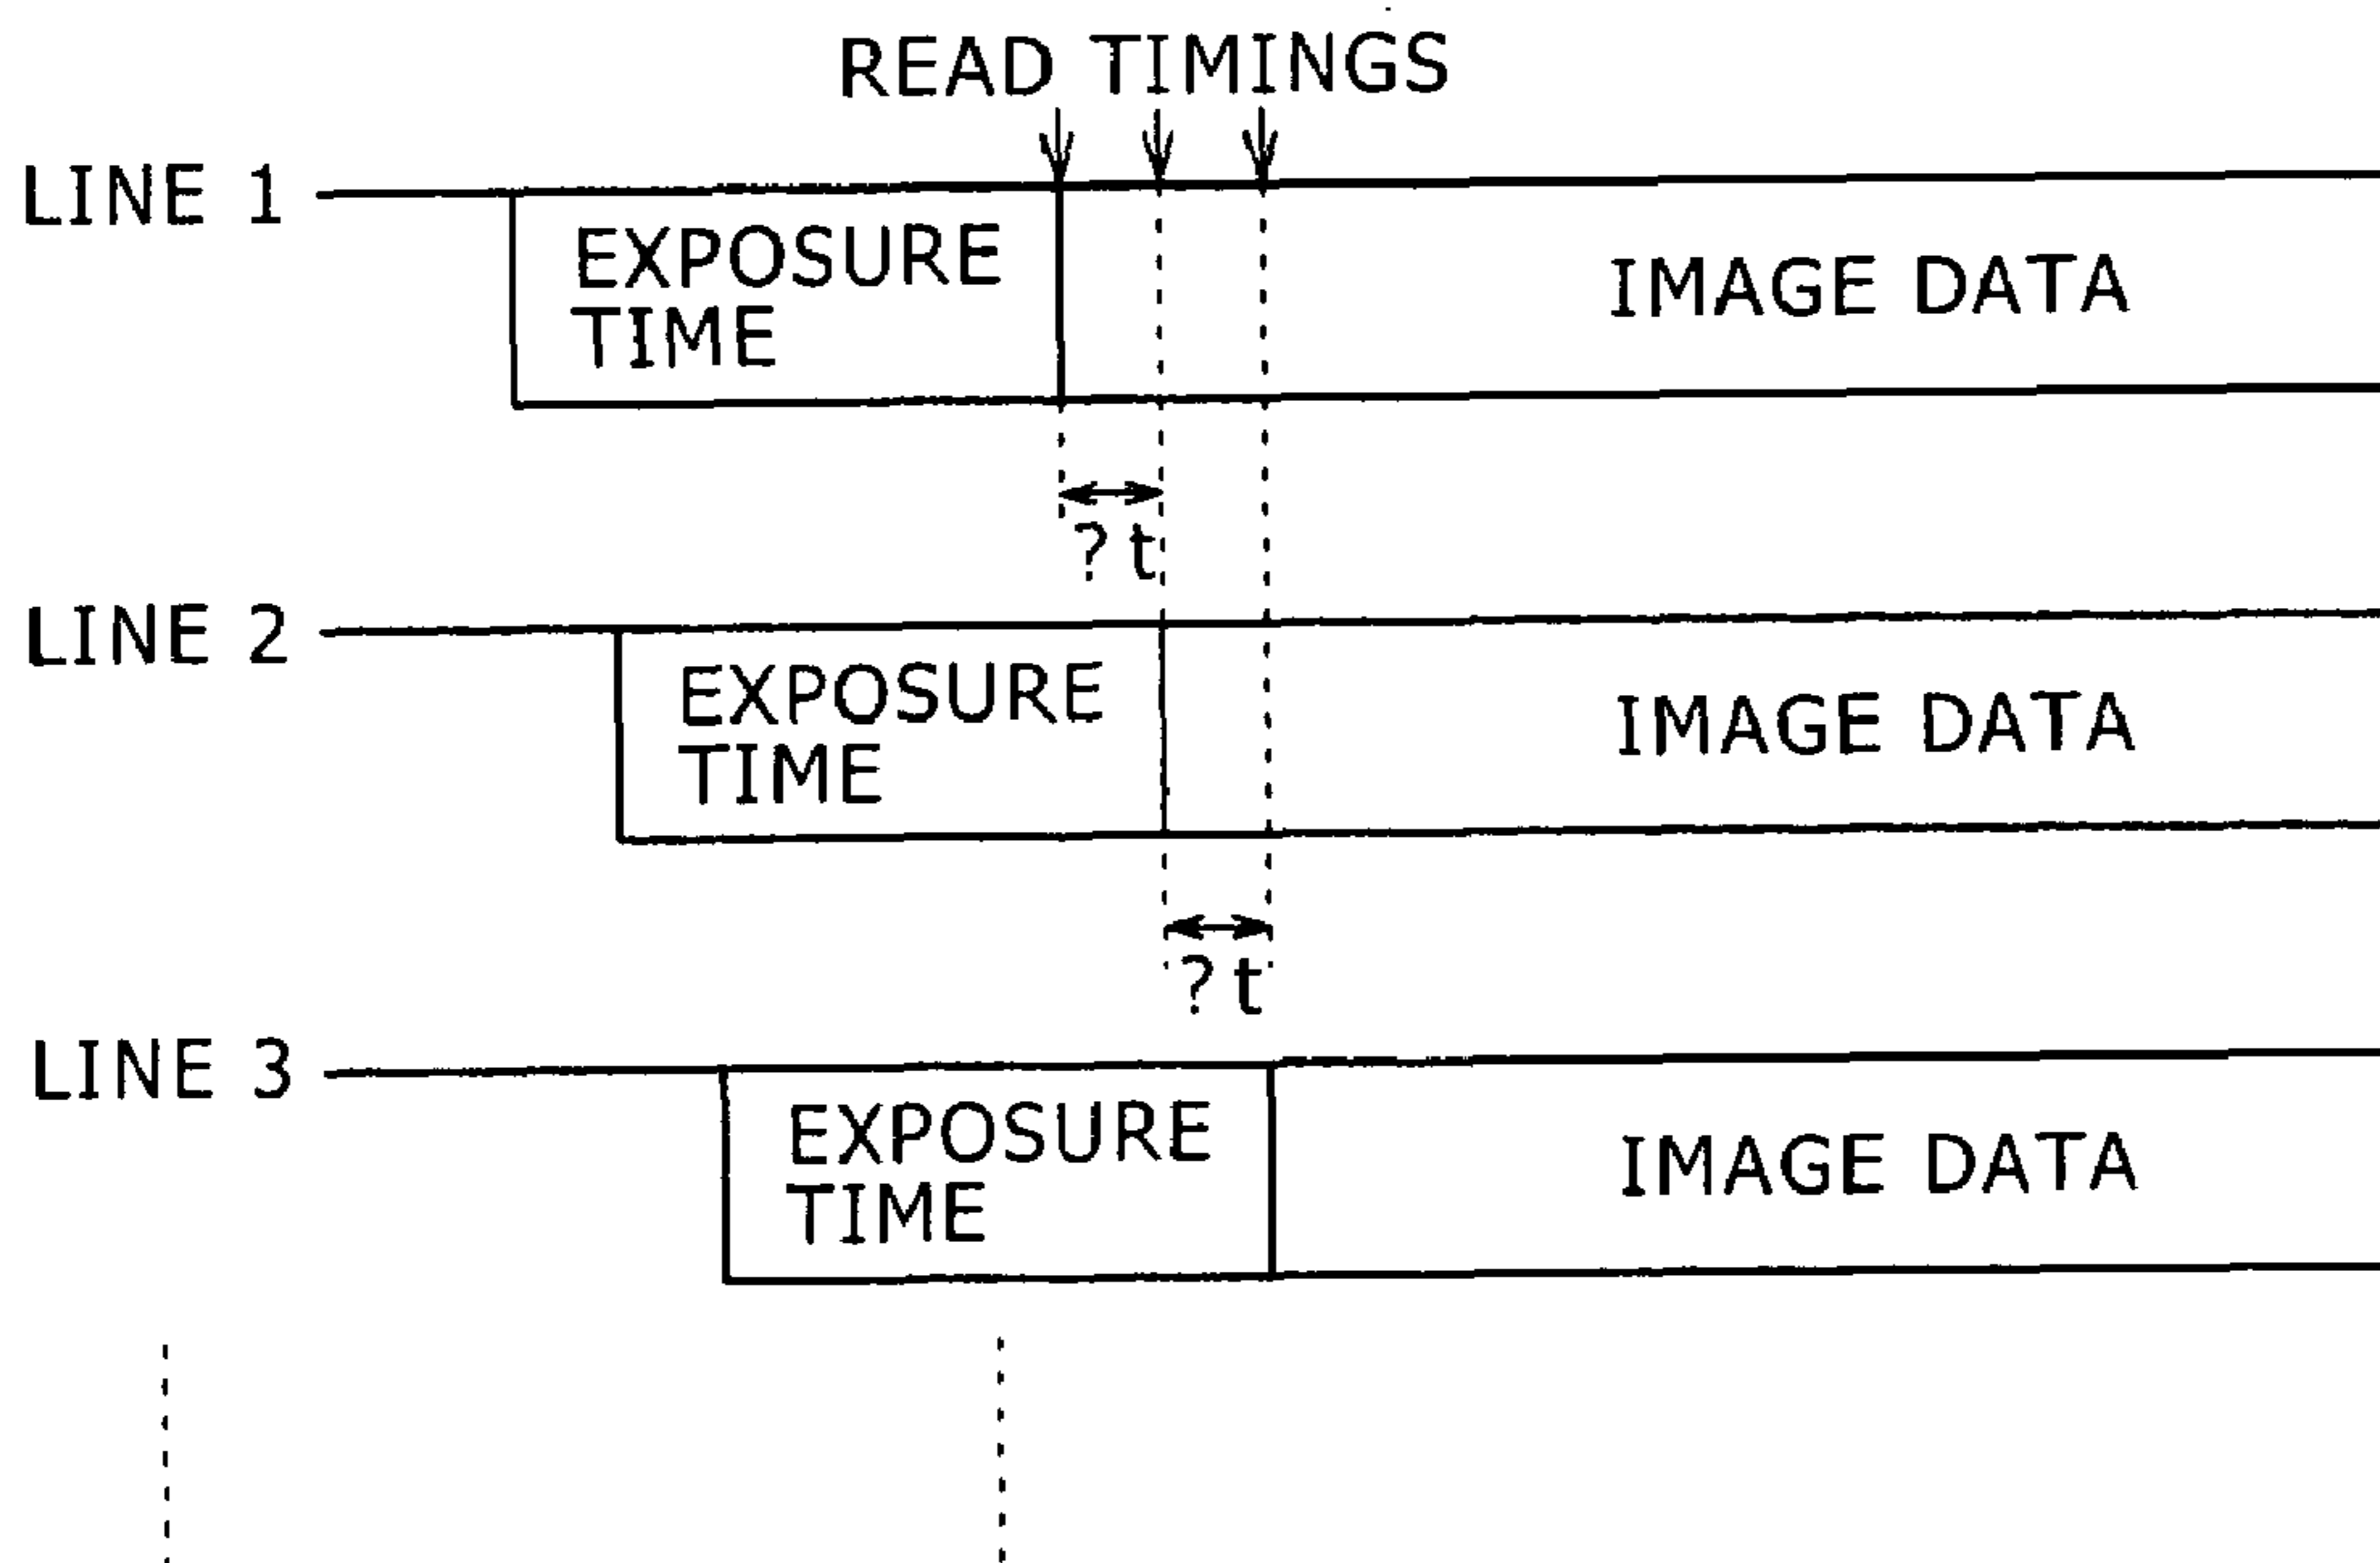 READ TIMINGS
LINE 1
EXPOSURE
TIME
IMAGE DATA
?t
LINE 2
EXPOSURE
TIME
IMAGE DATA
?t
LINE 3
EXPOSURE
TIME
IMAGE DATA